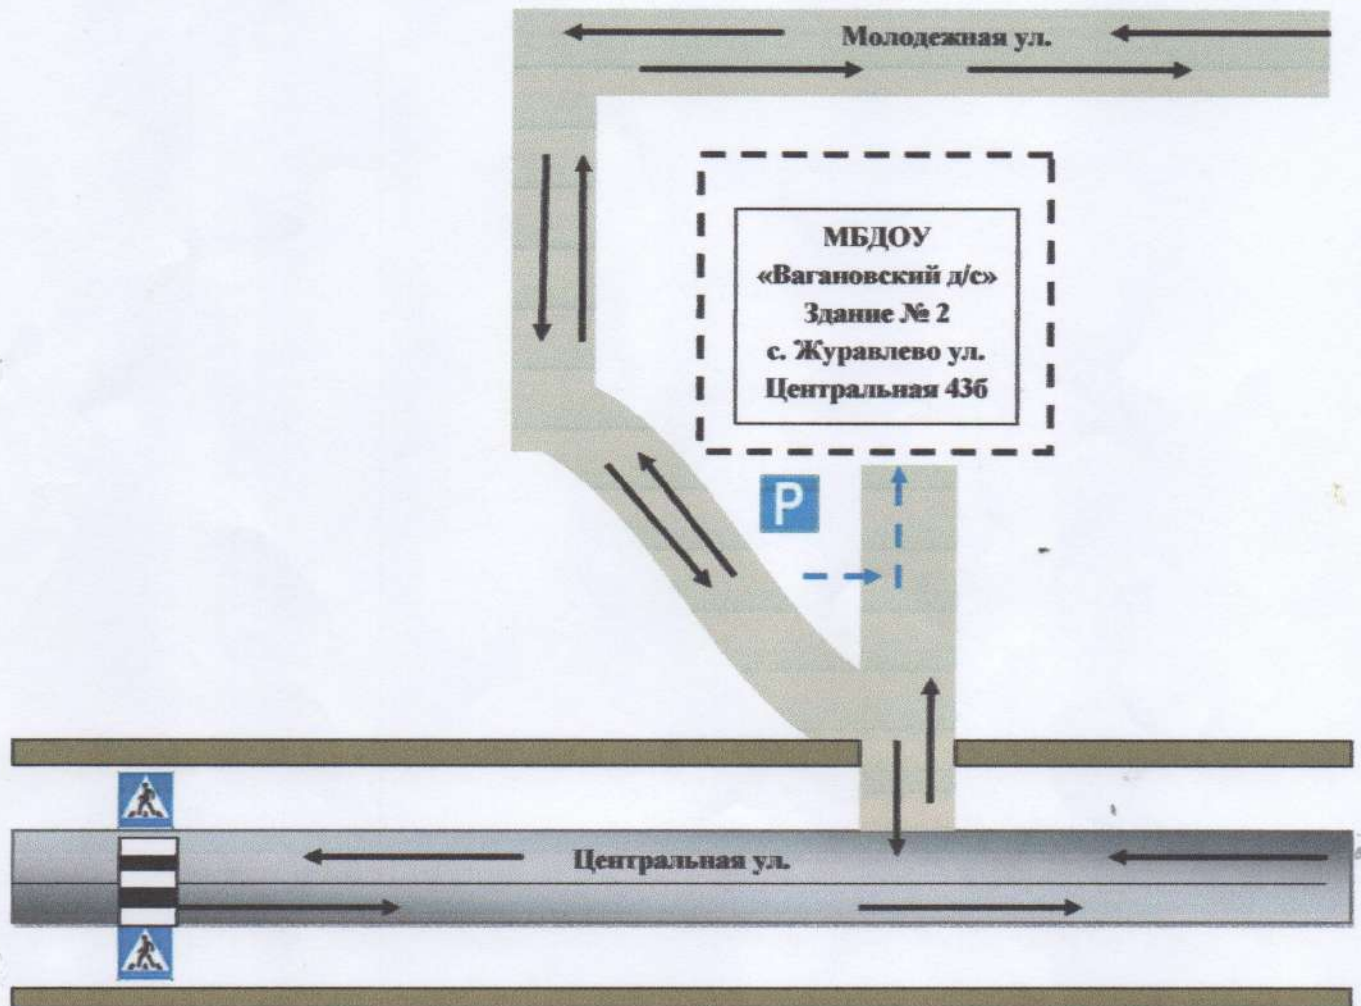 Молодежная ул.
МБДОУ
«Вагановский д/с»
Здание № 2
с. Журавлево ул.
Центральная 43б
P
Центральная ул.